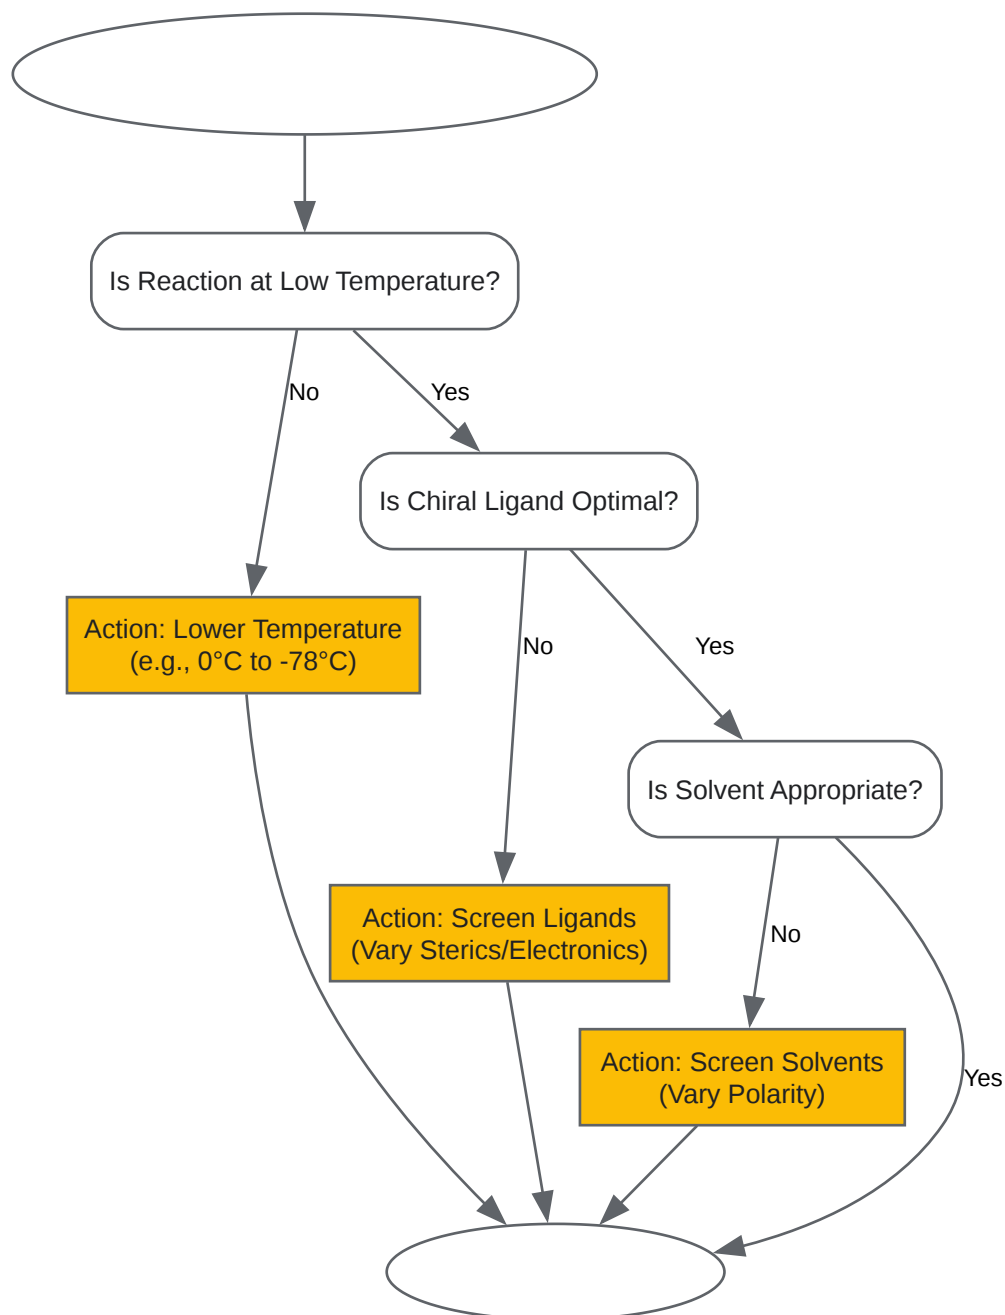 Is Reaction at Low Temperature?
No
Yes
Is Chiral Ligand Optimal?
Action: Lower Temperature
(e.g., 0°C to -78°C)
No
Yes
Is Solvent Appropriate?
Action: Screen Ligands
(Vary Sterics/Electronics)
No
Action: Screen Solvents
(Vary Polarity)
Yes